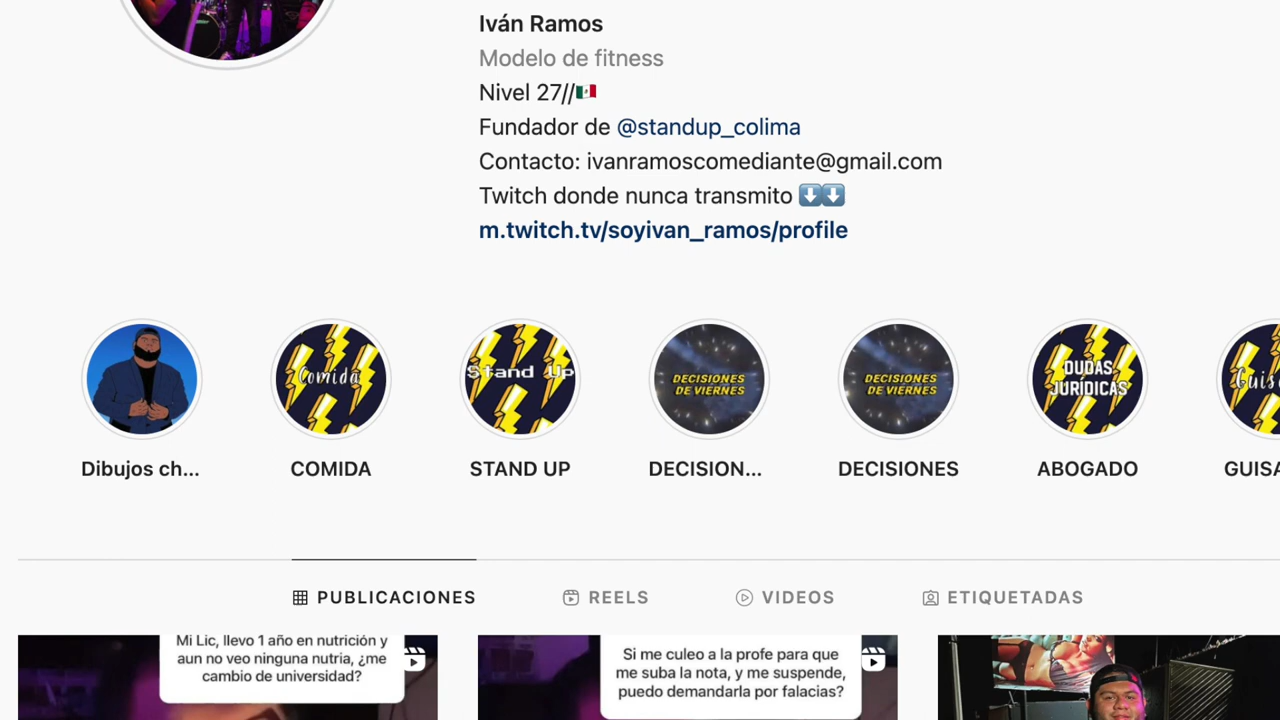 Iván Ramos
Modelo de fitness
Nivel 27//
Fundador de @standup_colima
Contacto: ivanramoscomediante@gmail.com
Twitch donde nunca transmito
m.twitch.tv/soyivan_ramos/profile
Comida
Stand Up
DECISIONES
DE VIERNES
DECISIONES
DE VIERNES
DUDAS
JURÍDICAS
Dibujos ch...
COMIDA
STAND UP
DECISION...
DECISIONES
ABOGADO
PUBLICACIONES
REELS
VIDEOS
ETIQUETADAS
Mi Lic, llevo 1 año en nutrición y
aun no veo ninguna nutria, ¿me
cambio de universidad?
Si me culeo a la profe para que
me suba la nota, y me suspende,
puedo demandarla por falacias?